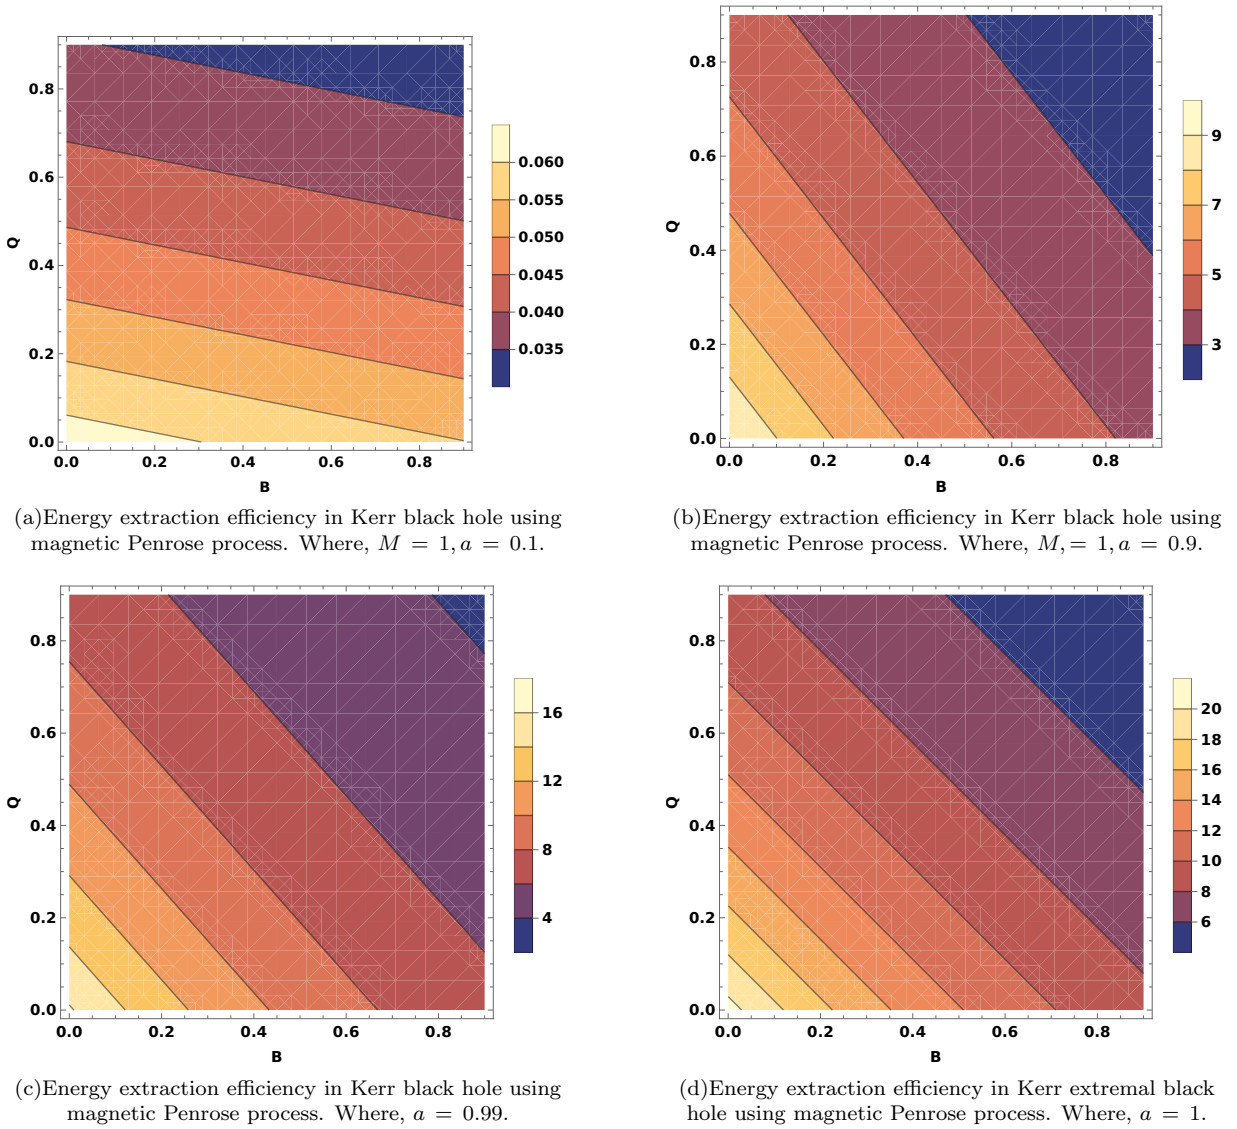 0.8
0.6
0.4
0.2
0.0
Q
0.0 0.2 0.4 0.6 0.8
B
0.060
0.055
0.050
0.045
0.040
0.035
(a)Energy extraction efficiency in Kerr black hole using
magnetic Penrose process. Where, M = 1, a = 0.1.
0.8
0.6
0.4
0.2
0.0
Q
0.0 0.2 0.4 0.6 0.8
B
9
7
5
3
(b)Energy extraction efficiency in Kerr black hole using
magnetic Penrose process. Where, M, = 1, a = 0.9.
0.8
0.6
0.4
0.2
0.0
Q
0.0 0.2 0.4 0.6 0.8
B
16
12
8
4
(c)Energy extraction efficiency in Kerr black hole using
magnetic Penrose process. Where, a = 0.99.
0.8
0.6
0.4
0.2
0.0
Q
0.0 0.2 0.4 0.6 0.8
B
20
18
16
14
12
10
8
6
(d)Energy extraction efficiency in Kerr extremal black
hole using magnetic Penrose process. Where, a = 1.